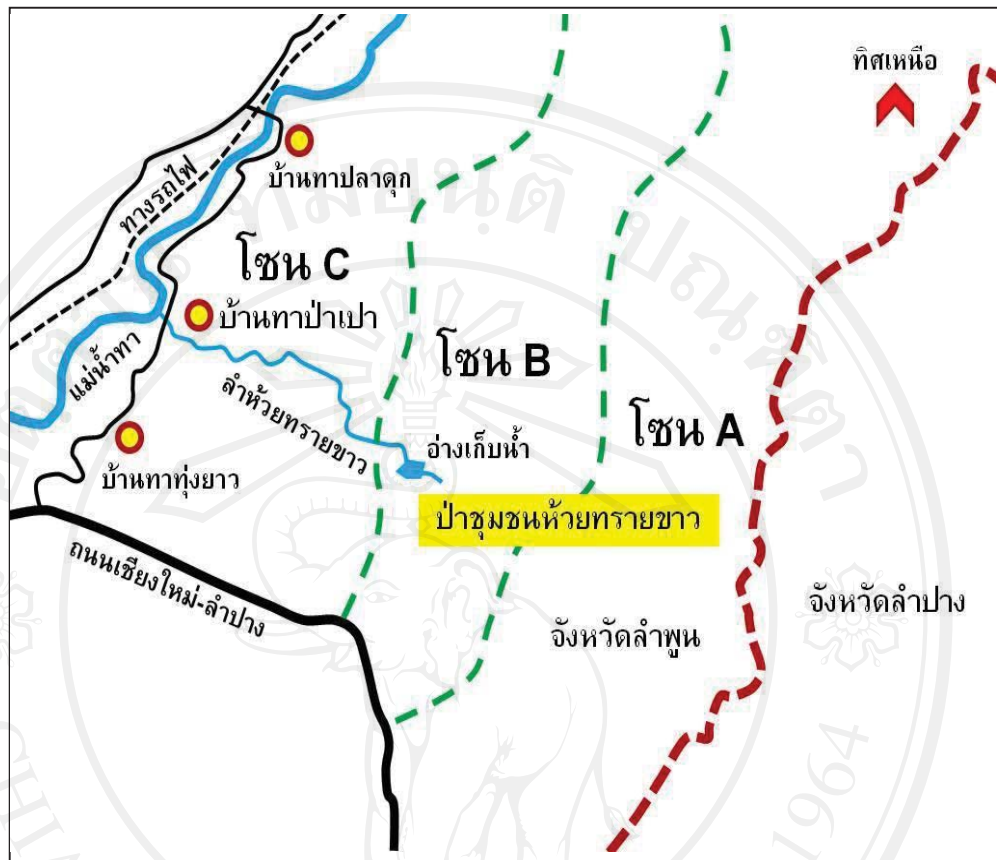 ทิศเหนือ
บ้านทาปลาดุก
ทางรถไฟ
โซน C
บ้านทาป่าเปา
โซน B
แม่น้ำทา
ลำห้วยทรายขาว
โซน A
อ่างเก็บน้ำ
บ้านทาทุ่งยาว
ป่าชุมชนห้วยทรายขาว
ถนนเชียงใหม่-ลำปาง
จังหวัดลำปาง
จังหวัดลำพูน
1964